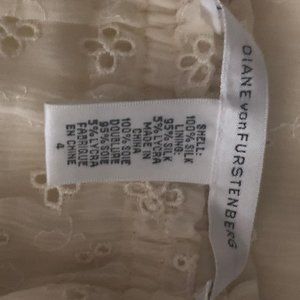 DIANE von FURSTENBERG
SHELL:
100% SILK
LINING:
95% SILK
5% LYCRA
MADE IN
CHINA
100% SOIE
DOUBLURE
95% SOIE
5% LYCRA
FABRIQUE
EN CHINE
4